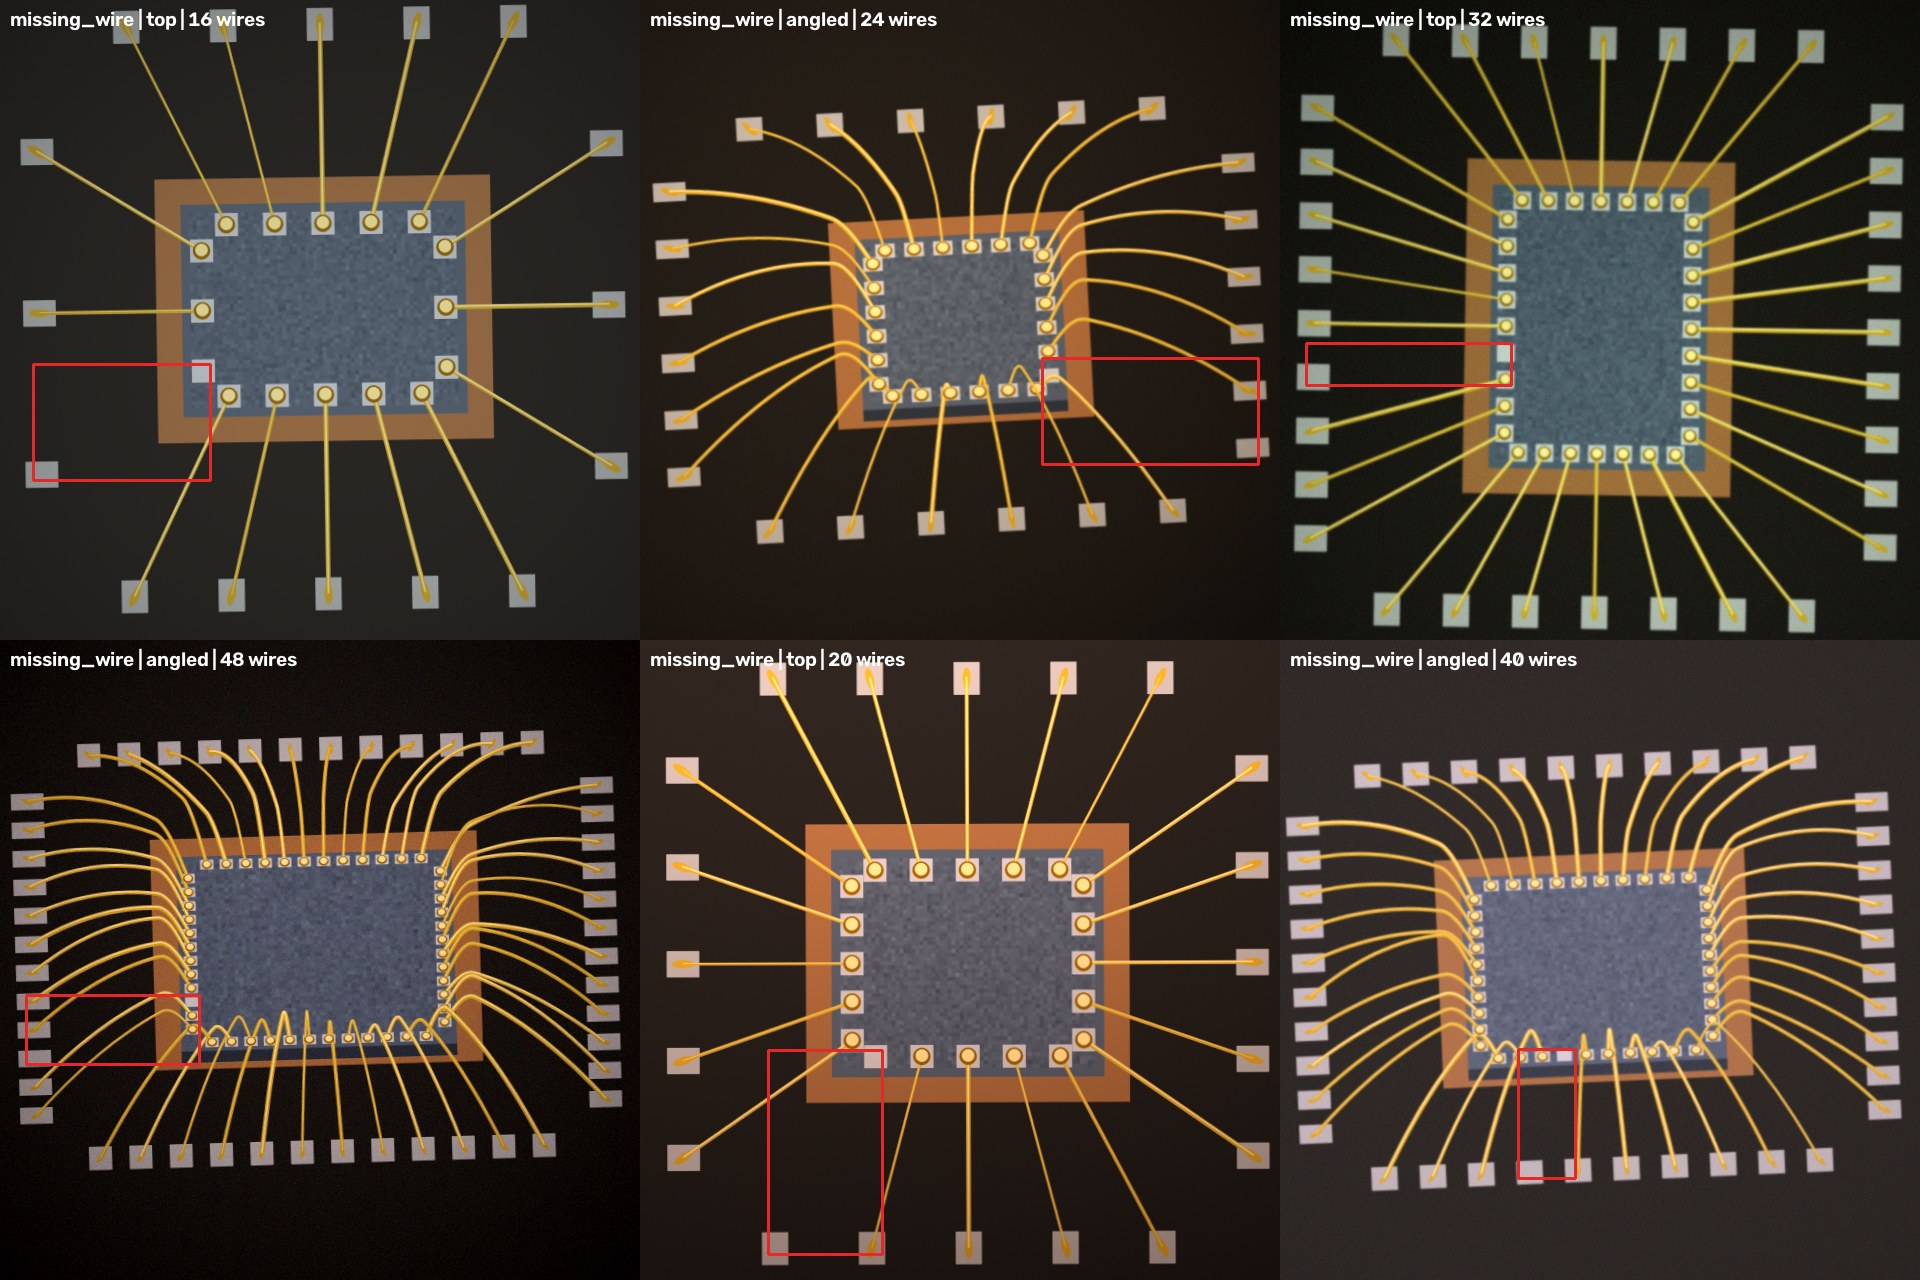 missing_wire | top | 16 wires
missing_wire | angled | 24 wires
missing_wire | top | 32 wires
missing_wire | angled | 48 wires
missing_wire | top | 20 wires
missing_wire | angled | 40 wires